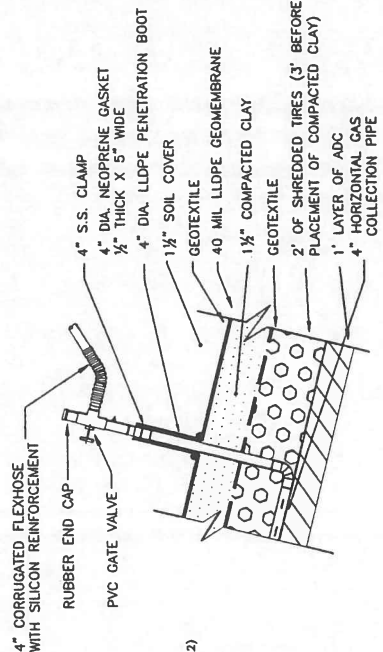 4" CORRUGATED FLEXHOSE
WITH SILICON REINFORCEMENT
RUBBER END CAP
PVC GATE VALVE
2)
4" S.S. CLAMP
4" DIA. NEOPRENE GASKET
½" THICK X 5" WIDE
4" DIA. LLDPE PENETRATION BOOT
1½" SOIL COVER
GEOTEXTILE
40 MIL LLDPE GEOMEMBRANE
1½" COMPACTED CLAY
GEOTEXTILE
2' OF SHREDDED TIRES (3' BEFORE
PLACEMENT OF COMPACTED CLAY)
1' LAYER OF ADC
4" HORIZONTAL GAS
COLLECTION PIPE